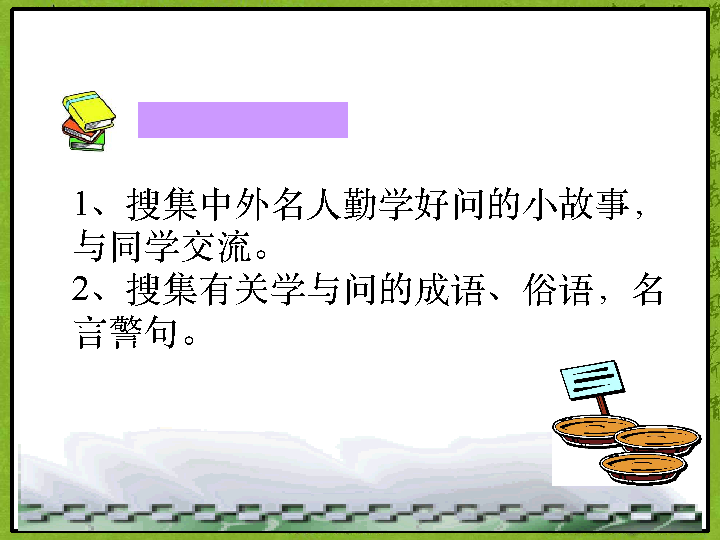 1、搜集中外名人勤学好问的小故事，
与同学交流。
2、搜集有关学与问的成语、俗语，名
言警句。